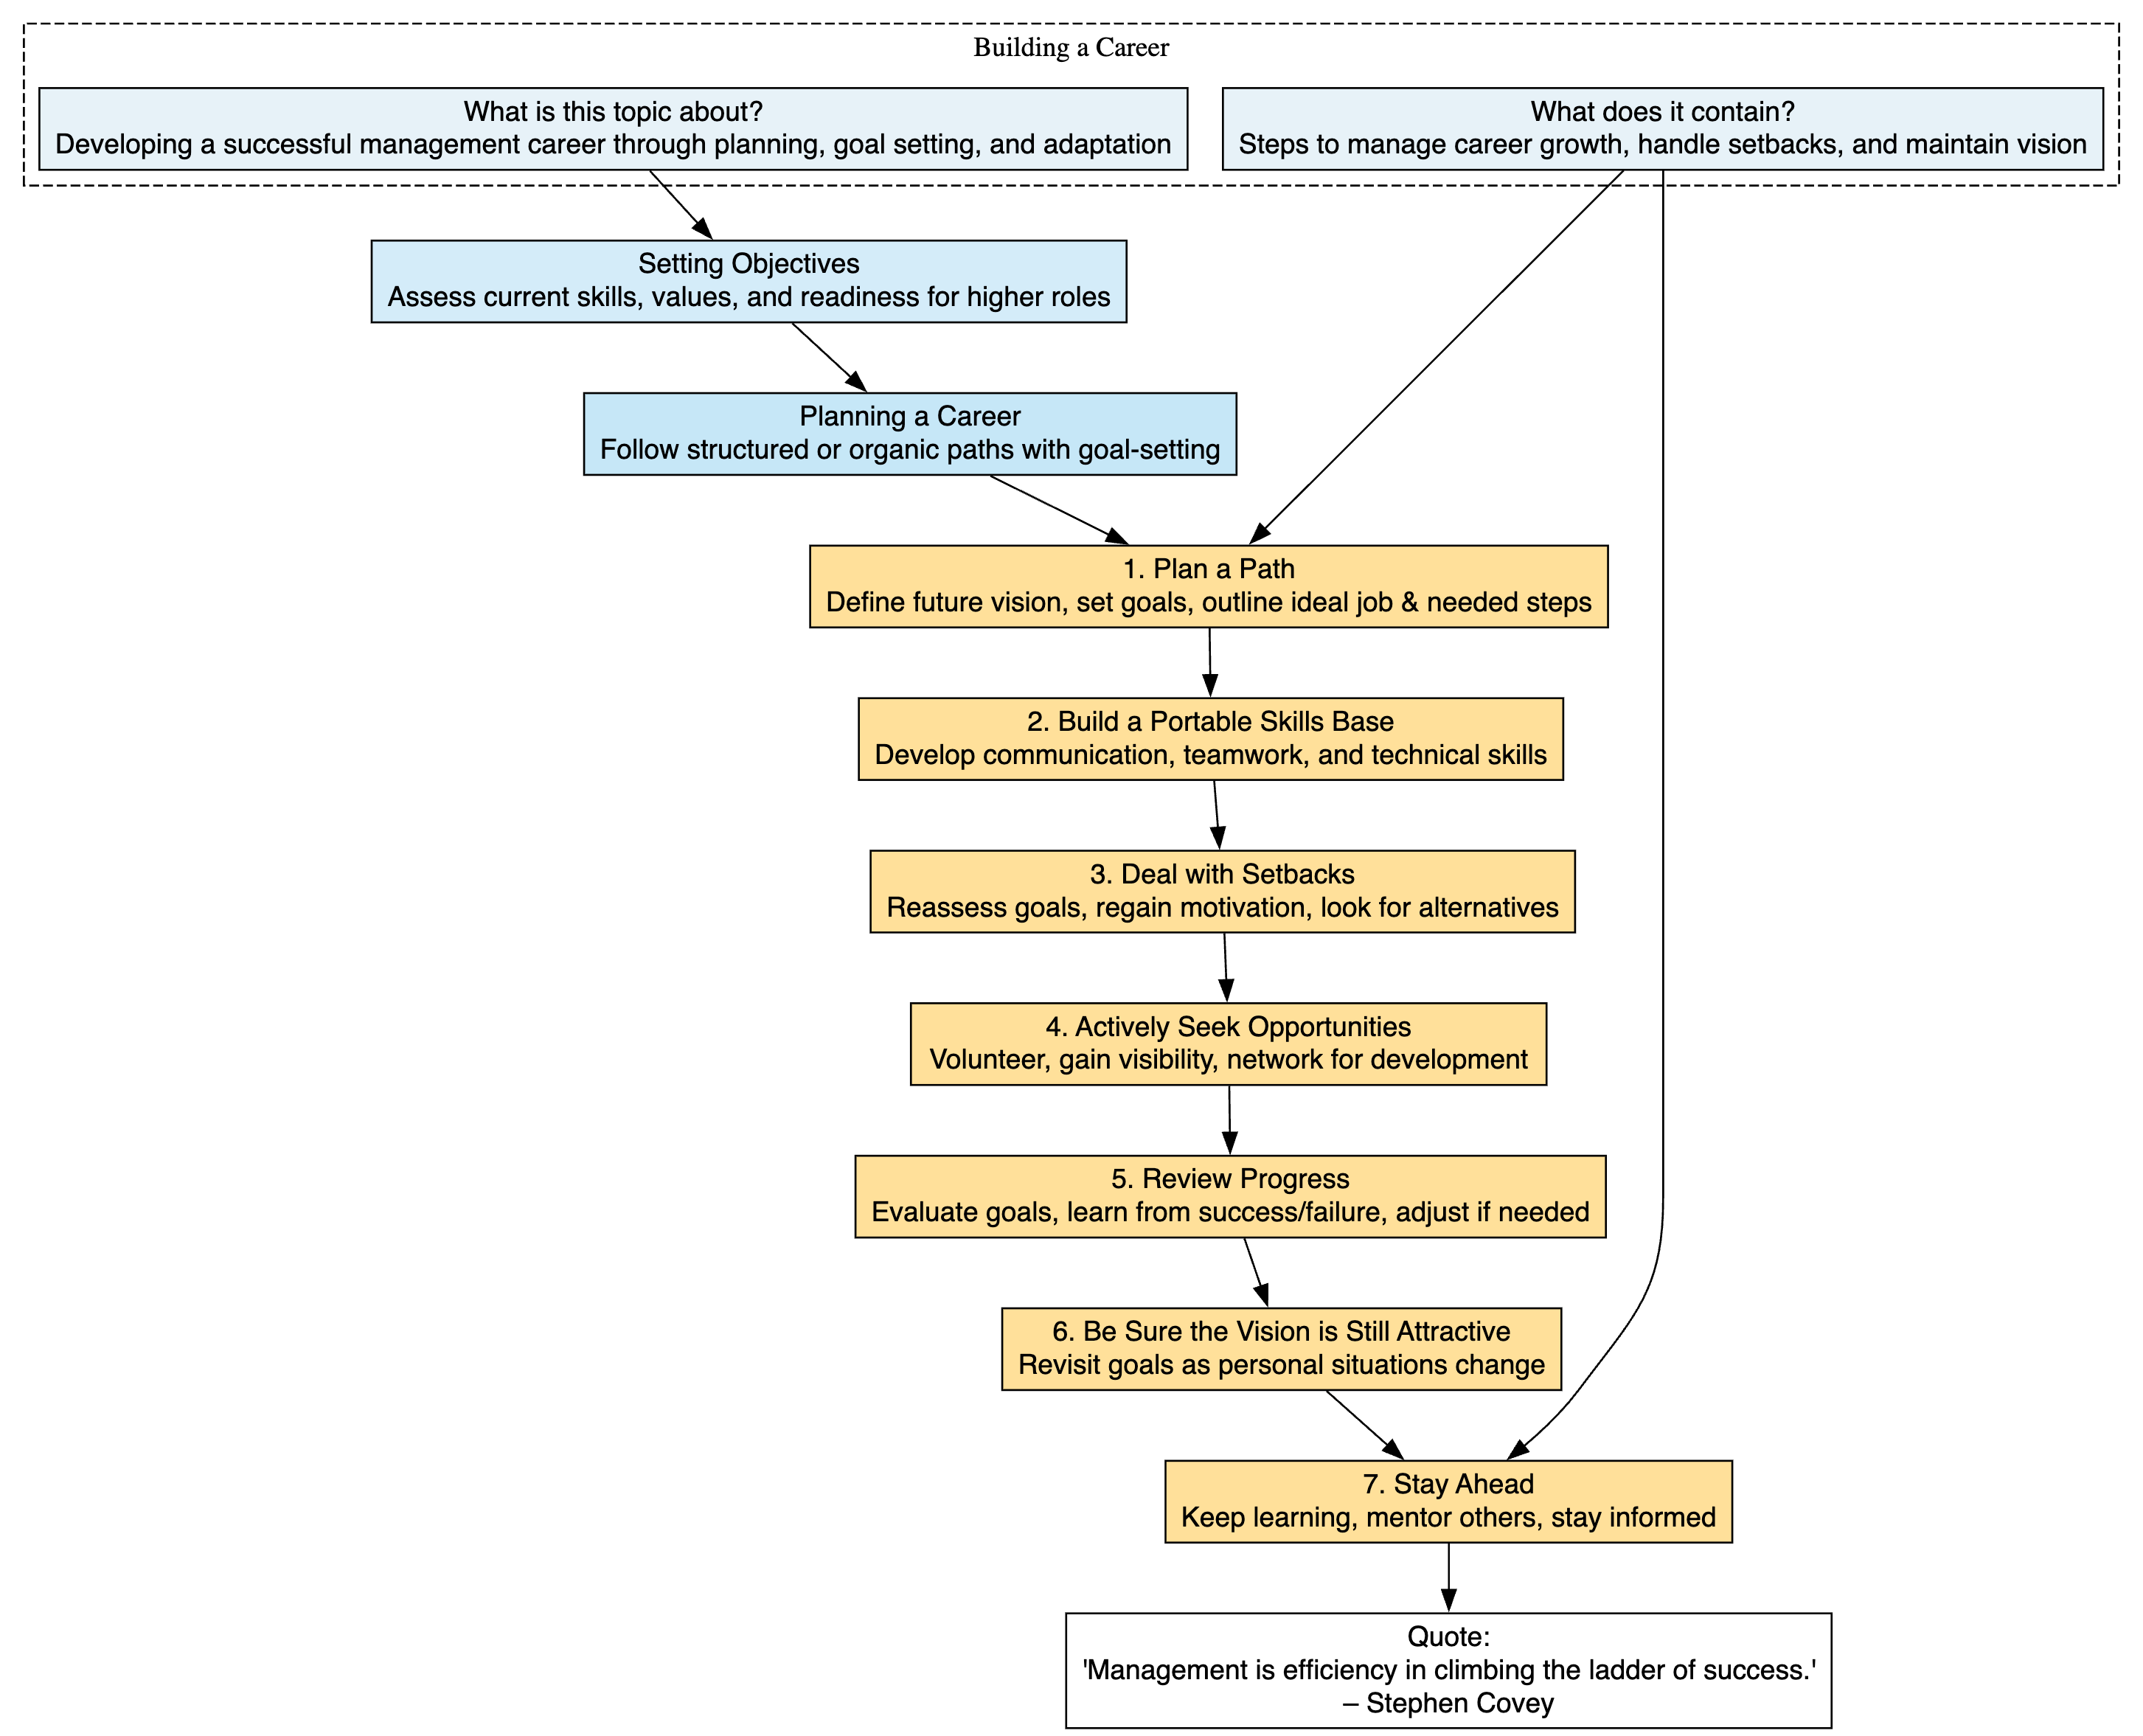 Building a Career
What is this topic about?
Developing a successful management career through planning, goal setting, and adaptation
What does it contain?
Steps to manage career growth, handle setbacks, and maintain vision
Setting Objectives
Assess current skills, values, and readiness for higher roles
Planning a Career
Follow structured or organic paths with goal-setting
1. Plan a Path
Define future vision, set goals, outline ideal job & needed steps
2. Build a Portable Skills Base
Develop communication, teamwork, and technical skills
3. Deal with Setbacks
Reassess goals, regain motivation, look for alternatives
4. Actively Seek Opportunities
Volunteer, gain visibility, network for development
5. Review Progress
Evaluate goals, learn from success/failure, adjust if needed
6. Be Sure the Vision is Still Attractive
Revisit goals as personal situations change
7. Stay Ahead
Keep learning, mentor others, stay informed
Quote:
'Management is efficiency in climbing the ladder of success.'
– Stephen Covey